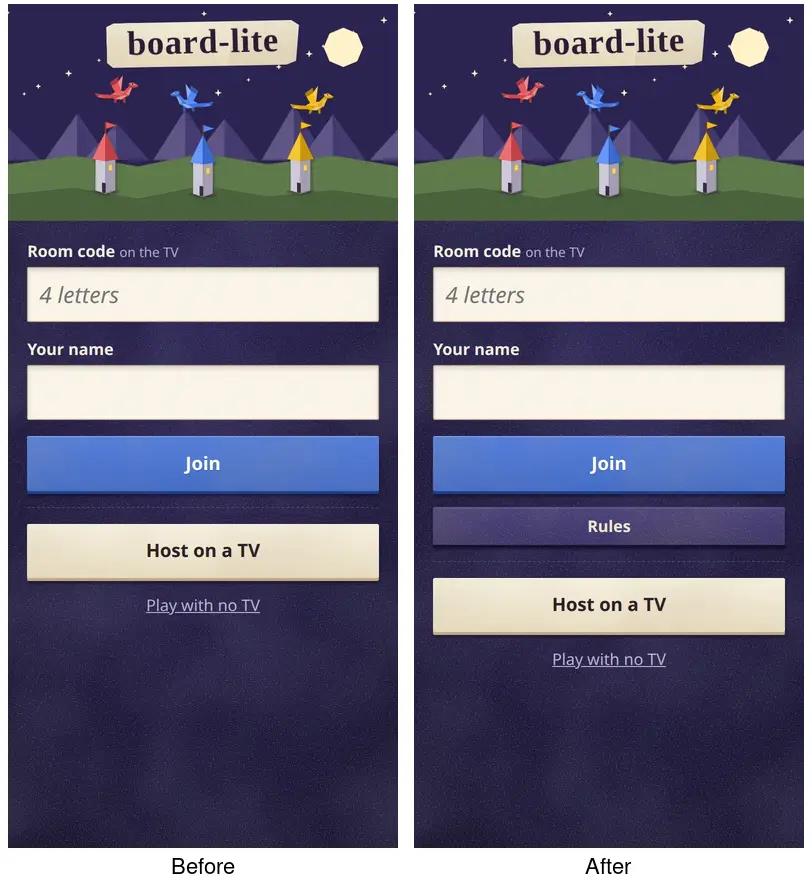 board-lite
Room code on the TV
4 letters
Your name
Join
Host on a TV
Play with no TV
Before
board-lite
Room code on the TV
4 letters
Your name
Join
Rules
Host on a TV
Play with no TV
After